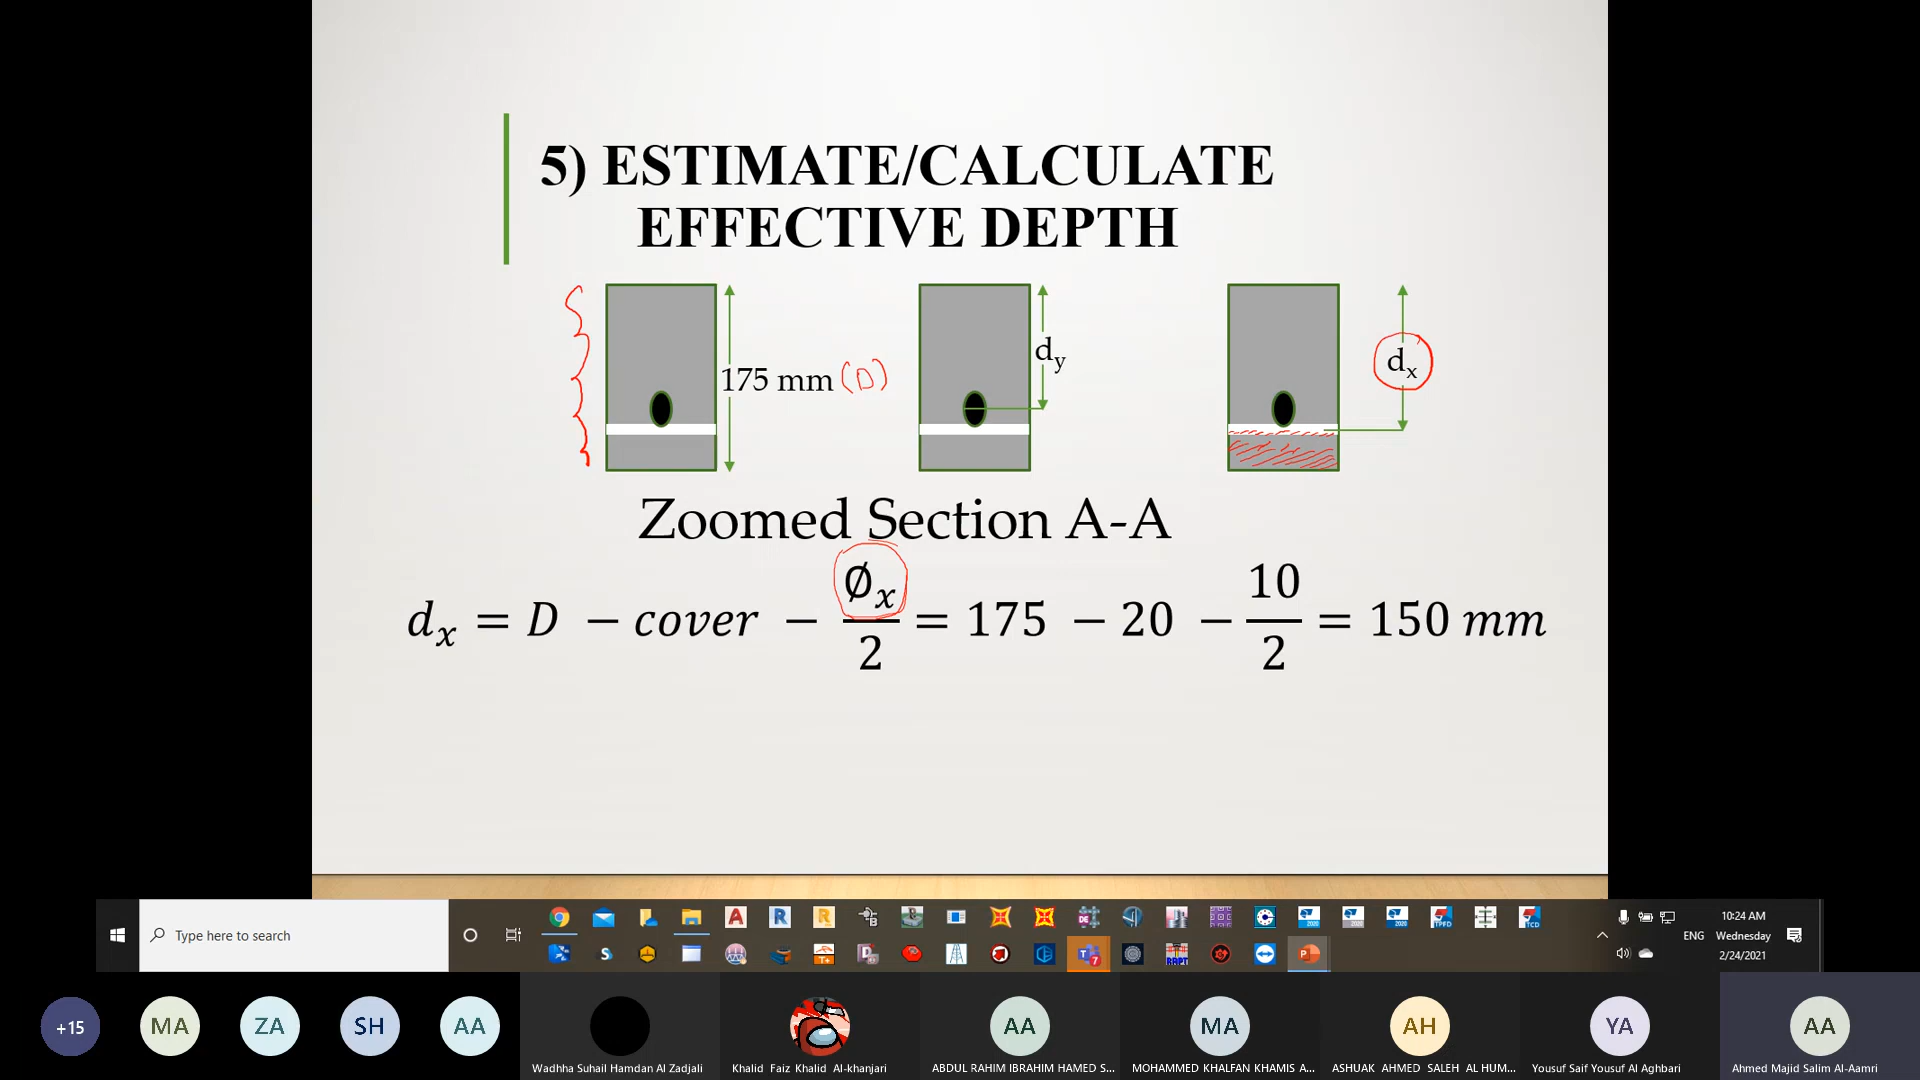 5) ESTIMATE/CALCULATE
EFFECTIVE DEPTH
175 mm (D)
dy
dx
Zoomed Section A-A
dx = D − cover − ∅x/2 = 175 − 20 − 10/2 = 150 mm
Type here to search
ENG
10:24 AM
Wednesday
2/24/2021
+15
MA
ZA
SH
AA
Wadhha Suhail Hamdan Al Zadjali
Khalid Faiz Khalid Al-khanjari
AA
ABDUL RAHIM IBRAHIM HAMED S...
MA
MOHAMMED KHALFAN KHAMIS A...
AH
ASHUAK AHMED SALEH AL HUM...
YA
Yousuf Saif Yousuf Al Aghbari
AA
Ahmed Majid Salim Al-Aamri